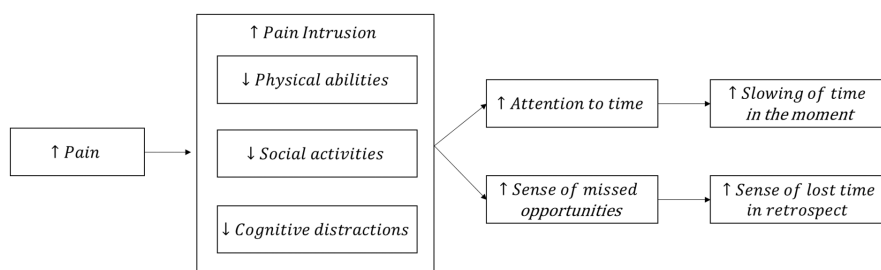 ↑ Pain
↑ Pain Intrusion
↓ Physical abilities
↓ Social activities
↓ Cognitive distractions
↑ Attention to time
↑ Slowing of time
in the moment
↑ Sense of missed
opportunities
↑ Sense of lost time
in retrospect